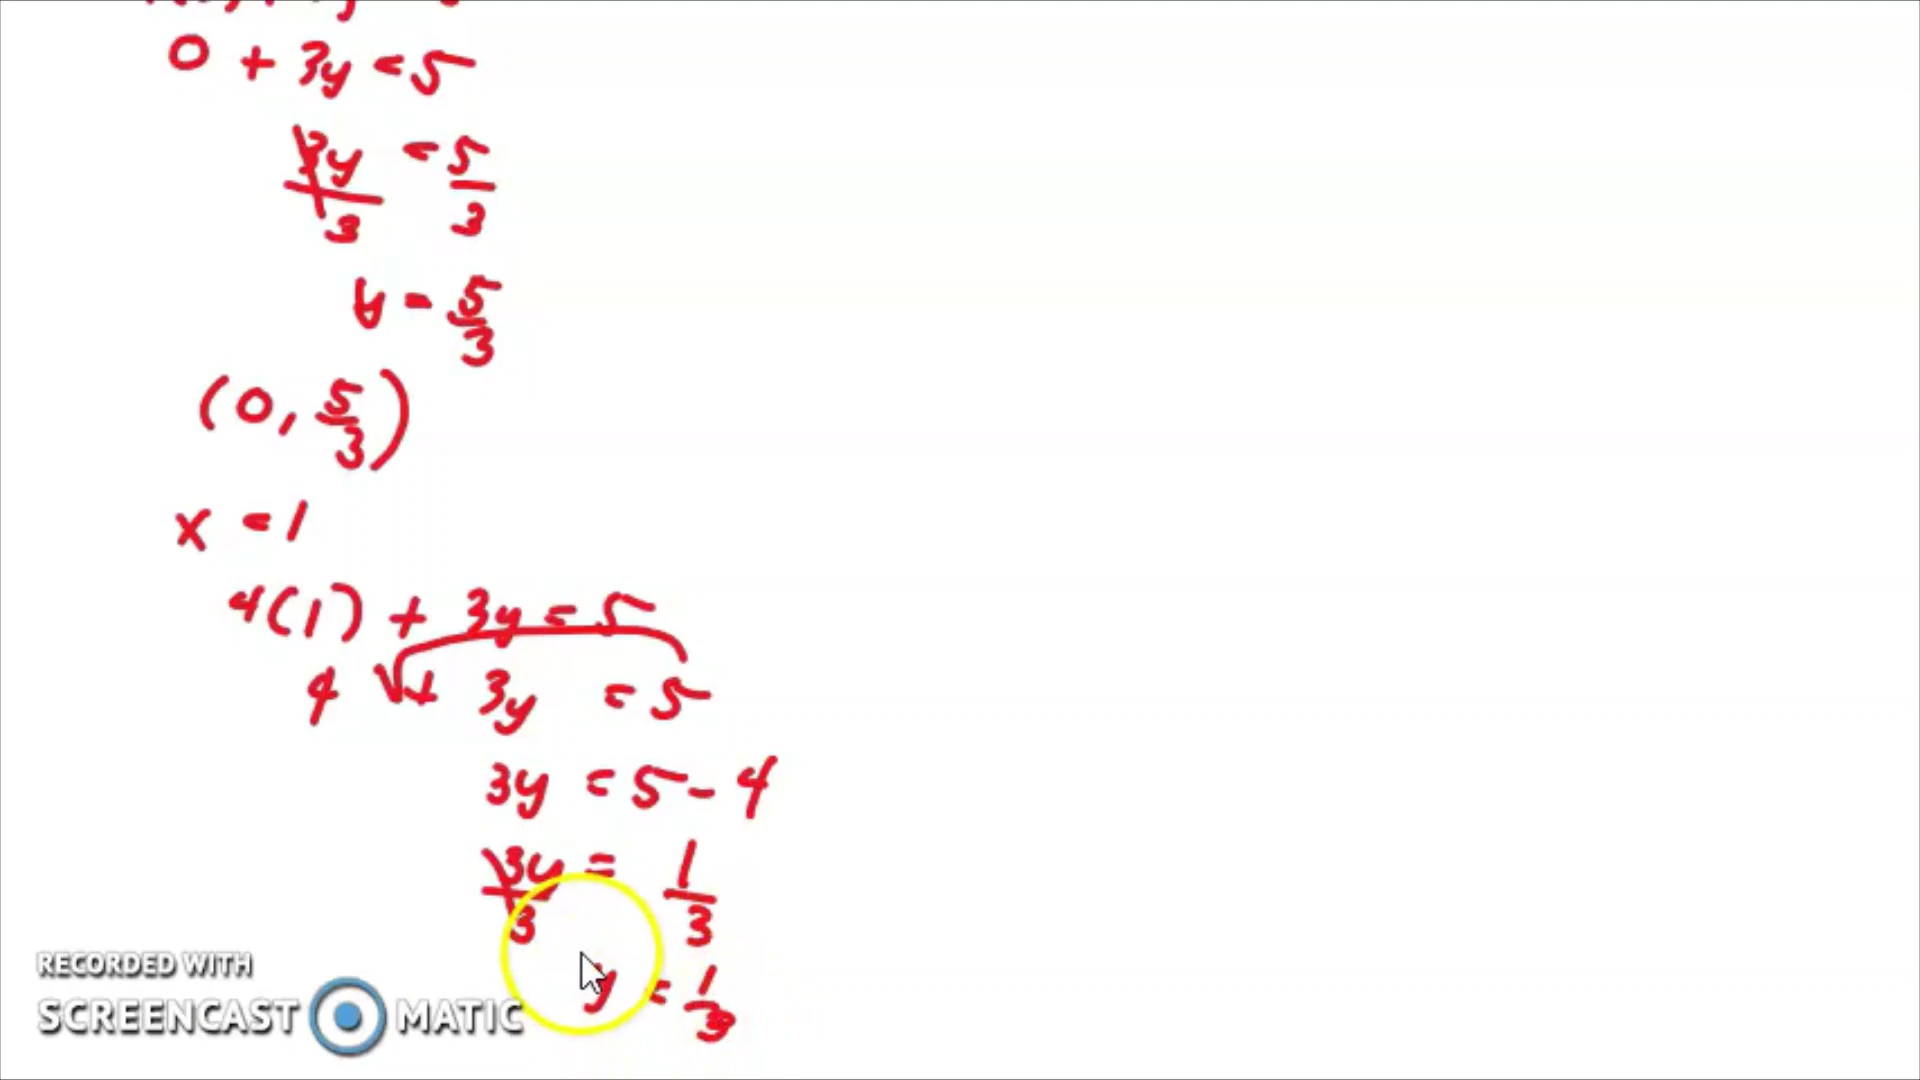 0 + 3y = 5
3y/3 = 5/3
y = 5/3
(0, 5/3)
x = 1
4(1) + 3y = 5
4 + 3y = 5
3y = 5 - 4
3y/3 = 1/3
y = 1/3
RECORDED WITH
SCREENCAST MATIC